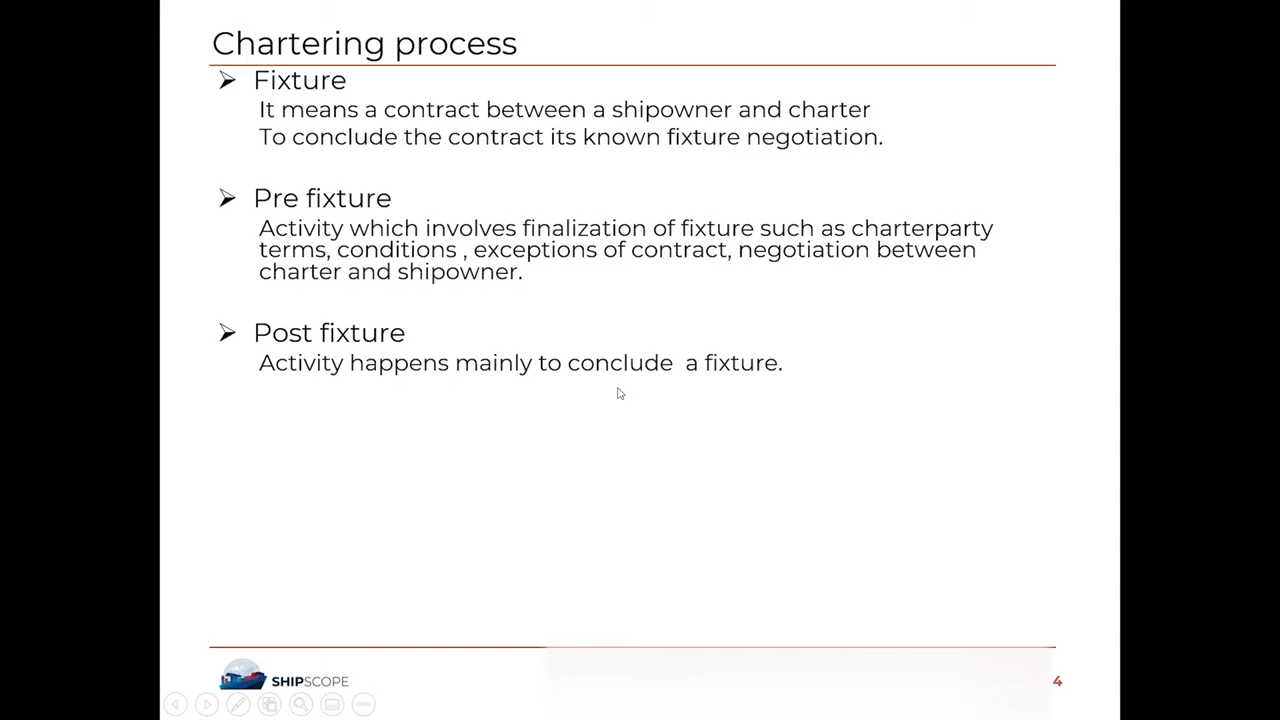 Chartering process
Fixture
It means a contract between a shipowner and charter
To conclude the contract its known fixture negotiation.
Pre fixture
Activity which involves finalization of fixture such as charterparty
terms, conditions , exceptions of contract, negotiation between
charter and shipowner.
Post fixture
Activity happens mainly to conclude  a fixture.
SHIPSCOPE
4